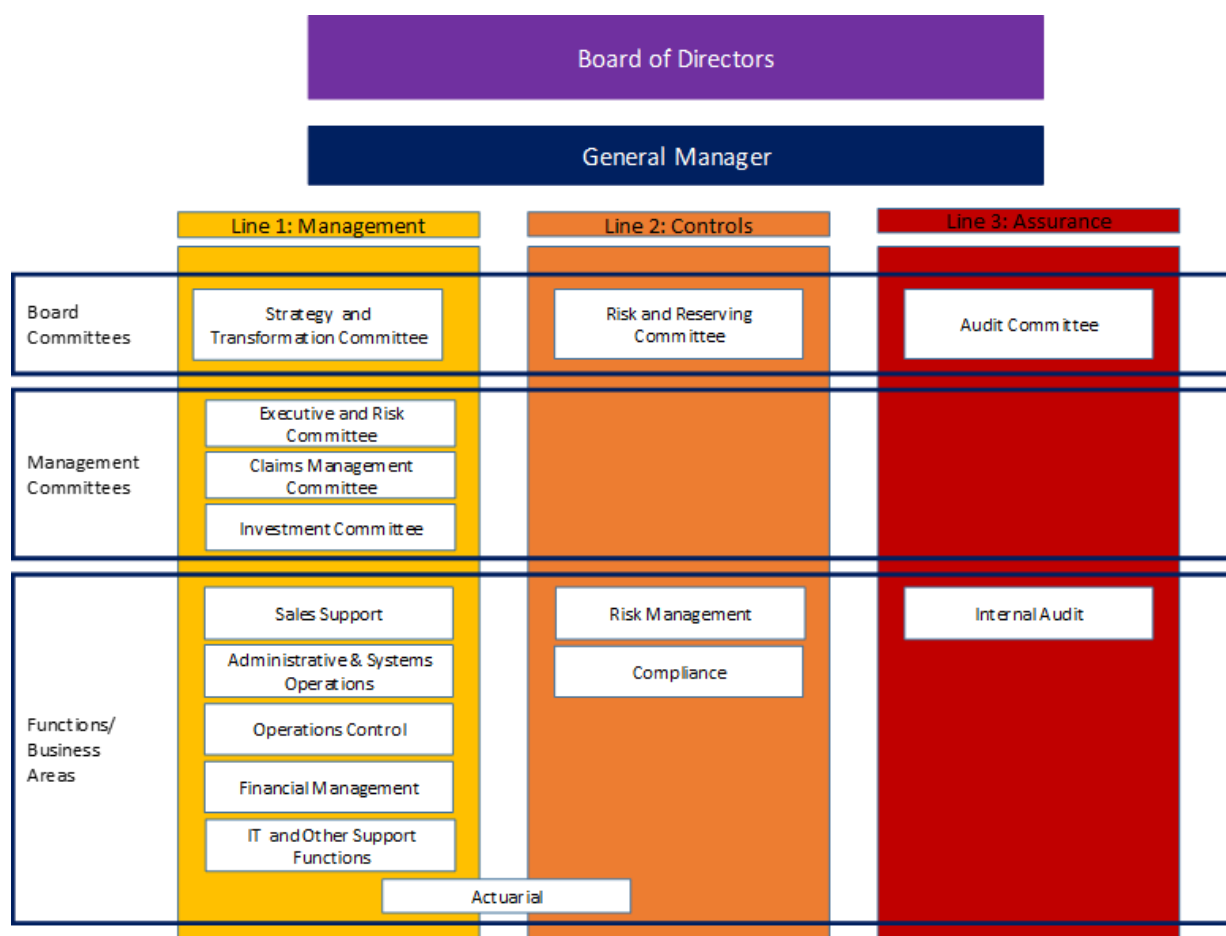 Board of Directors
General Manager
Line 1: Management
Line 2: Controls
Line 3: Assurance
Board
Committees
Strategy and
Transformation Committee
Risk and Reserving
Committee
Audit Committee
Management
Committees
Executive and Risk
Committee
Claims Management
Committee
Investment Committee
Functions/
Business
Areas
Sales Support
Administrative & Systems
Operations
Operations Control
Financial Management
IT and Other Support
Functions
Risk Management
Compliance
Internal Audit
Actuarial